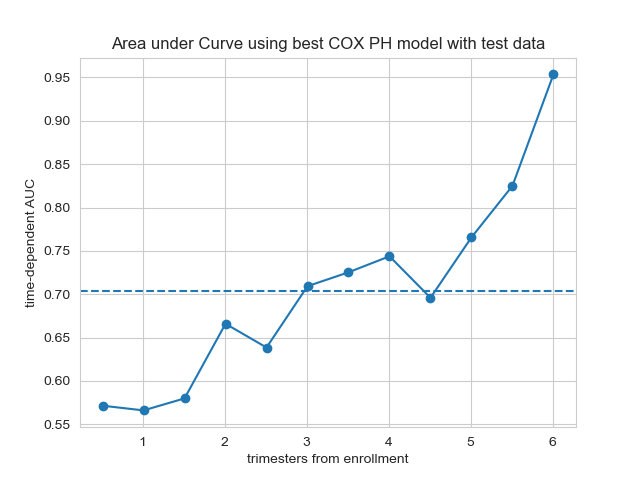 Area under Curve using best COX PH model with test data
time-dependent AUC
0.95
0.90
0.85
0.80
0.75
0.70
0.65
0.60
0.55
1 2 3 4 5 6
trimesters from enrollment